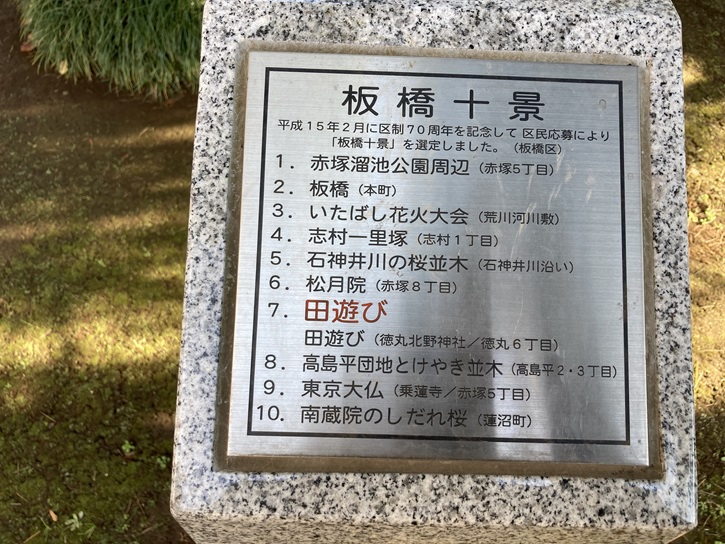 板橋十景
平成15年2月に区制70周年を記念して 区民応募により
「板橋十景」を選定しました。（板橋区）
1. 赤塚溜池公園周辺（赤塚5丁目）
2. 板橋（本町）
3. いたばし花火大会（荒川河川敷）
4. 志村一里塚（志村1丁目）
5. 石神井川の桜並木（石神井川沿い）
6. 松月院（赤塚8丁目）
7. 田遊び
田遊び（徳丸北野神社／徳丸6丁目）
8. 高島平団地とけやき並木（高島平2・3丁目）
9. 東京大仏（乗蓮寺／赤塚5丁目）
10. 南蔵院のしだれ桜（蓮沼町）